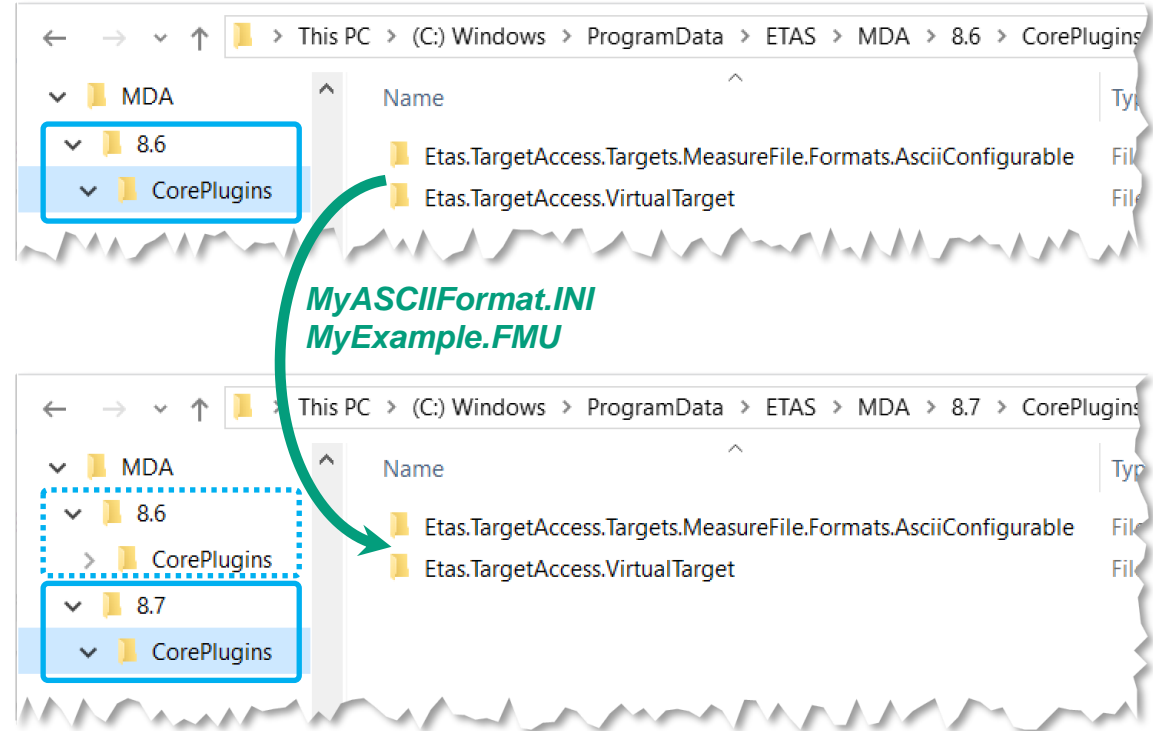 This PC > (C:) Windows > ProgramData > ETAS > MDA > 8.6 > CorePlugins
MDA
Name
8.6
Etas.TargetAccess.Targets.MeasureFile.Formats.AsciiConfigurable
CorePlugins
Etas.TargetAccess.VirtualTarget
MyASCIIFormat.INI
MyExample.FMU
This PC > (C:) Windows > ProgramData > ETAS > MDA > 8.7 > CorePlugins
MDA
Name
8.6
Etas.TargetAccess.Targets.MeasureFile.Formats.AsciiConfigurable
CorePlugins
Etas.TargetAccess.VirtualTarget
8.7
CorePlugins